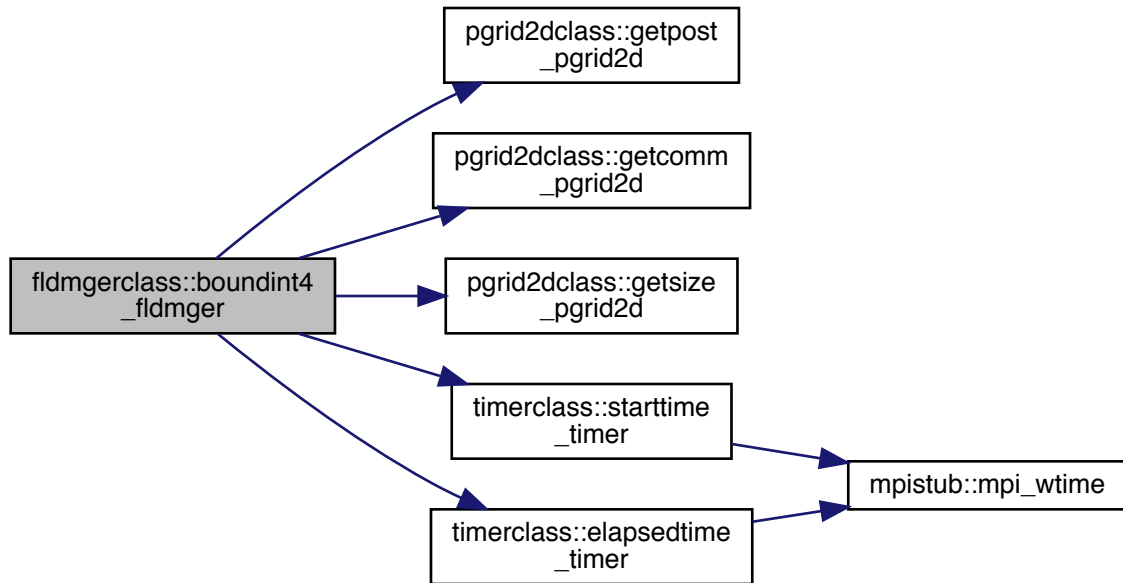 pgrid2dclass::getpost
_pgrid2d
pgrid2dclass::getcomm
_pgrid2d
fldmgerclass::boundint4
_fldmger
pgrid2dclass::getsize
_pgrid2d
timerclass::starttime
_timer
mpistub::mpi_wtime
timerclass::elapsedtime
_timer